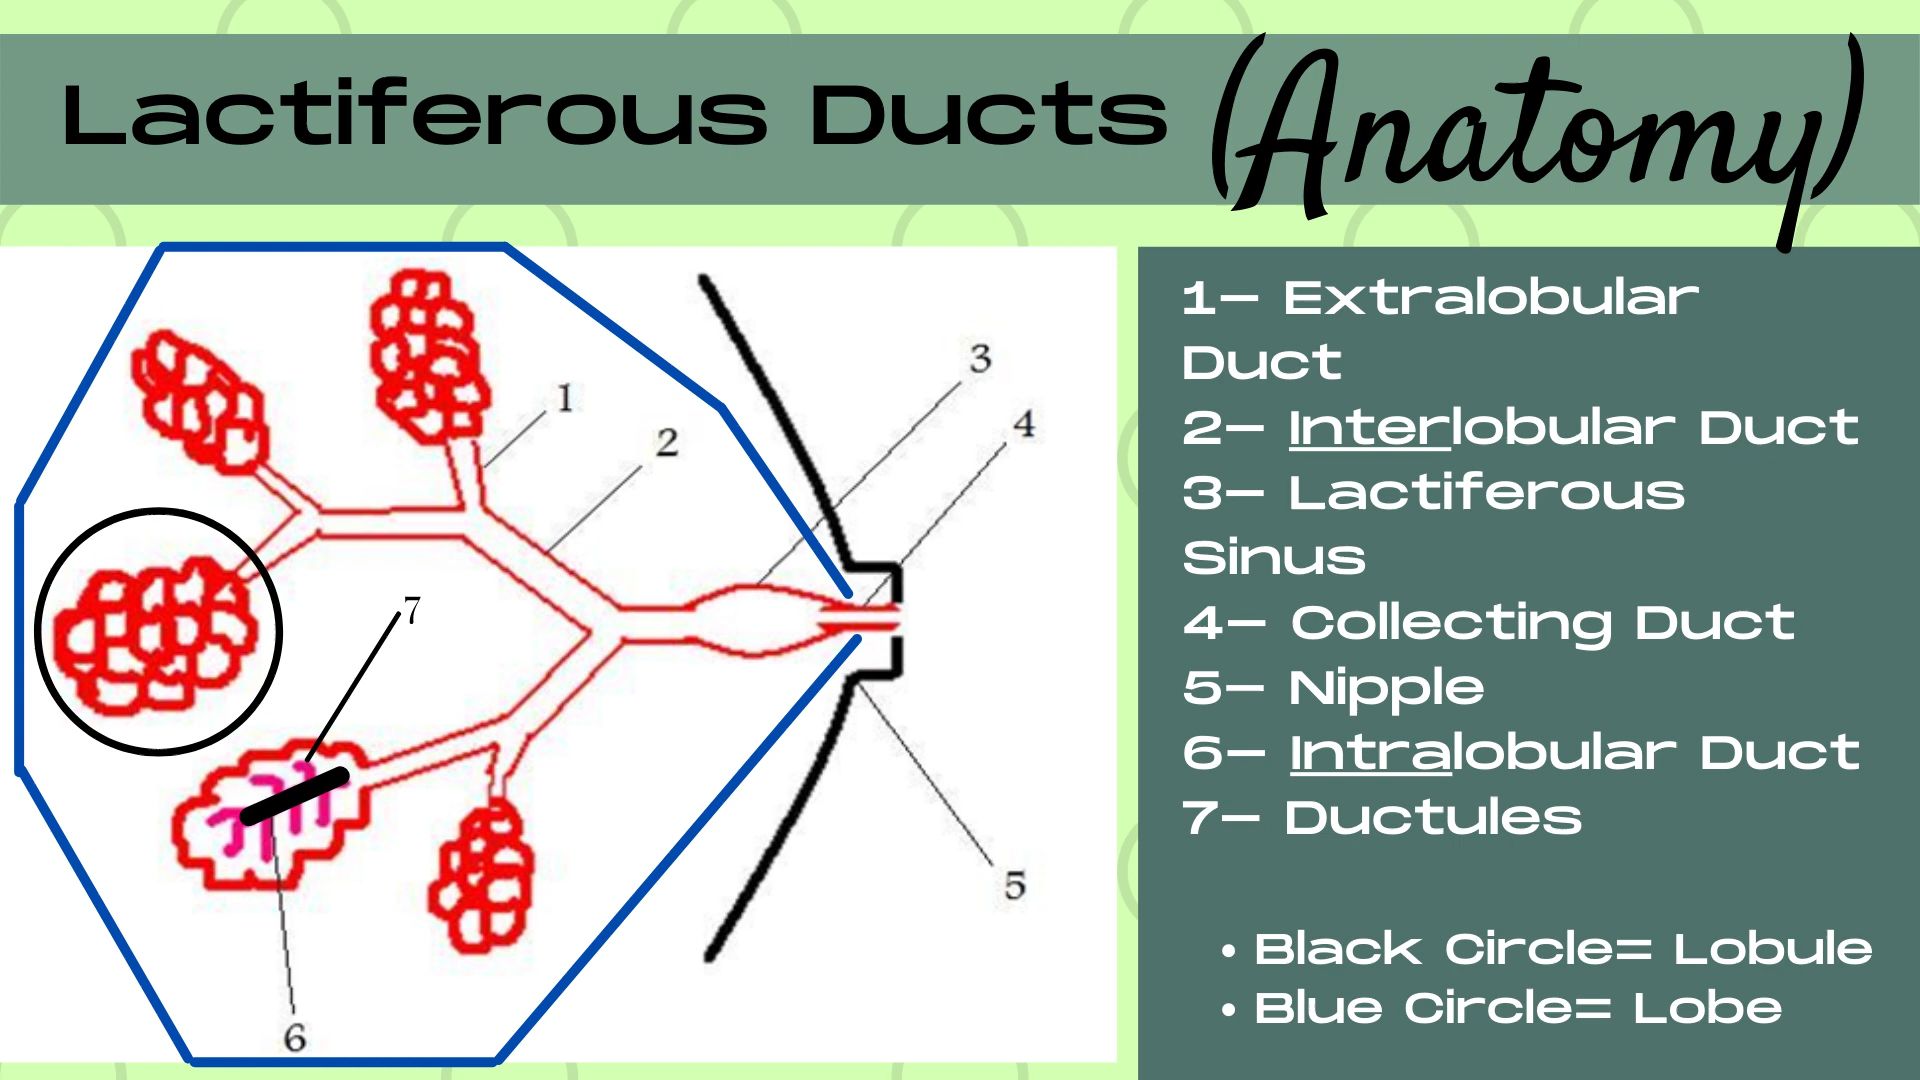 Lactiferous Ducts (Anatomy)
1
2
3
4
7
5
6
1- Extralobular
Duct
2- Interlobular Duct
3- Lactiferous
Sinus
4- Collecting Duct
5- Nipple
6- Intralobular Duct
7- Ductules
• Black Circle= Lobule
• Blue Circle= Lobe